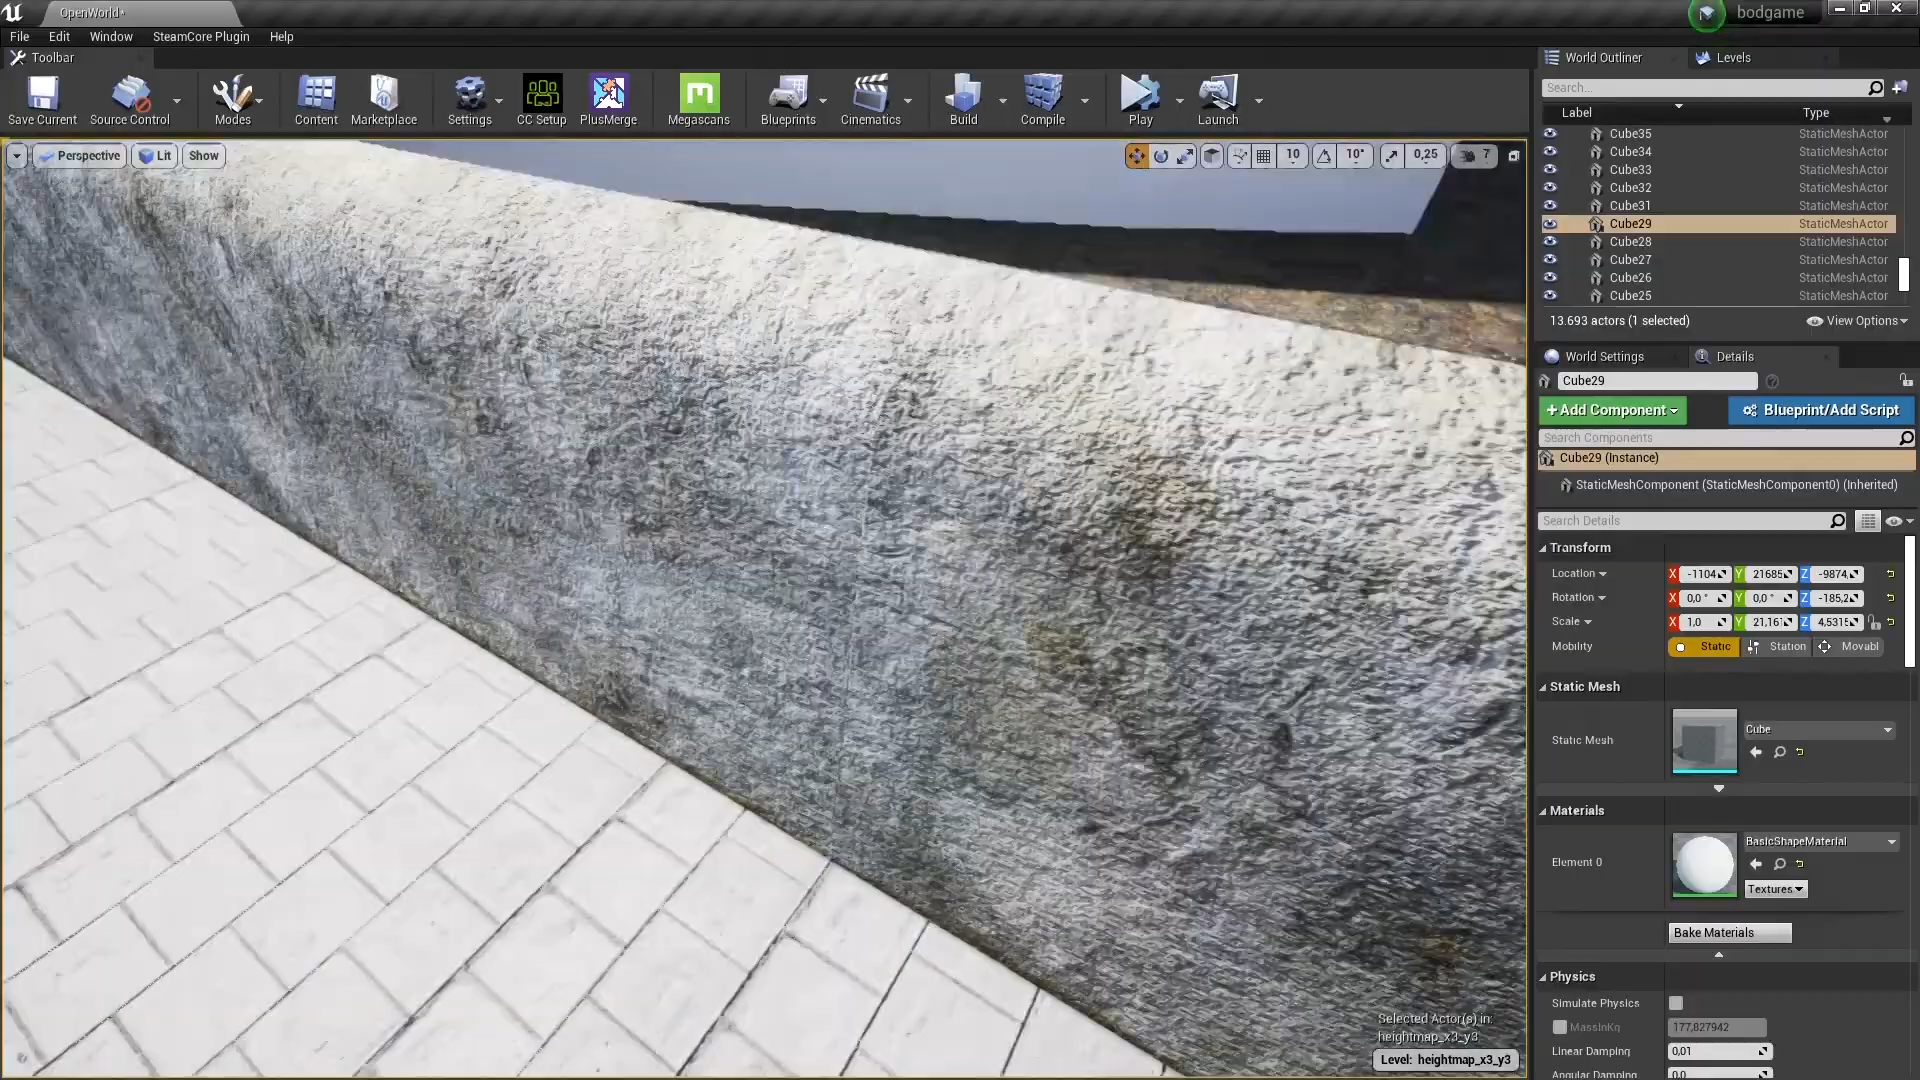 OpenWorld*
bodgame
File Edit Window SteamCore Plugin Help
Toolbar
World Outliner Levels
Save Current Source Control Modes Content Marketplace Settings CC Setup PlusMerge Megascans Blueprints Cinematics Build Compile Play Launch
Search...
Label Type
Perspective Lit Show
10 10° 0,25 7
Cube35 StaticMeshActor
Cube34 StaticMeshActor
Cube33 StaticMeshActor
Cube32 StaticMeshActor
Cube31 StaticMeshActor
Cube29 StaticMeshActor
Cube28 StaticMeshActor
Cube27 StaticMeshActor
Cube26 StaticMeshActor
Cube25 StaticMeshActor
13.693 actors (1 selected) View Options
World Settings Details
Cube29
+Add Component Blueprint/Add Script
Search Components
Cube29 (Instance)
StaticMeshComponent (StaticMeshComponent0) (Inherited)
Search Details
Transform
Location X -1104 Y 21685 Z -9874,
Rotation X 0,0 ° Y 0,0 ° Z -185,2
Scale X 1,0 Y 21,161 Z 4,5315
Mobility Static Station Movabl
Static Mesh
Static Mesh Cube
Materials
Element 0 BasicShapeMaterial
Textures
Bake Materials
Physics
Simulate Physics
MassInKg 177,827942
Linear Damping 0,01
Angular Damping 0,0
Selected Actor(s) in:
heightmap_x3_y3
Level: heightmap_x3_y3